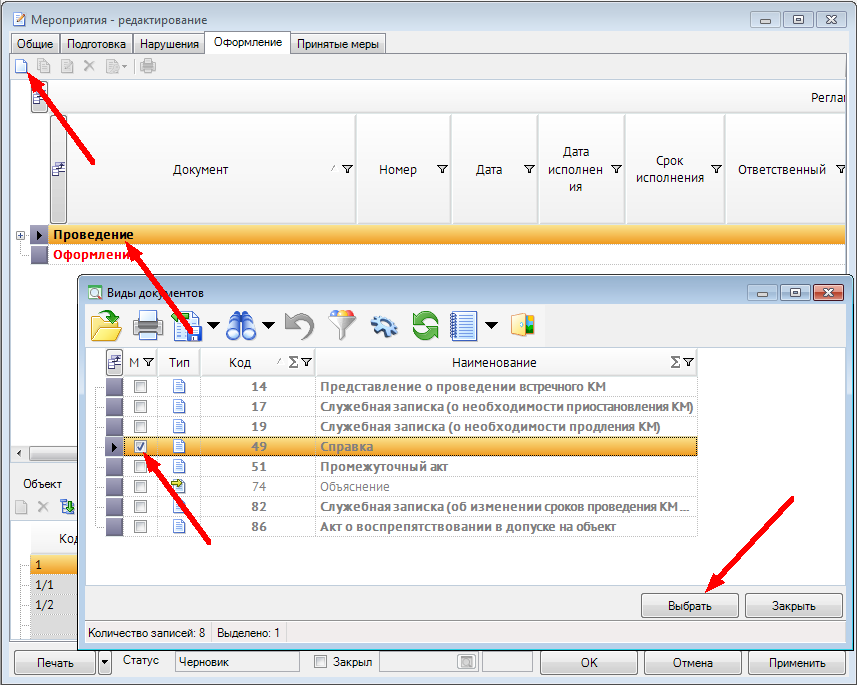 Мероприятия - редактирование
Общие Подготовка Нарушения Оформление Принятые меры
Документ Номер Дата Дата исполнен ия Срок исполнения Ответственный
Проведение
Виды документов
М Тип Код Σ Наименование Σ
14 Представление о проведении встречного КМ
17 Служебная записка (о необходимости приостановления КМ)
19 Служебная записка (о необходимости продления КМ)
49 Справка
51 Промежуточный акт
74 Объяснение
82 Служебная записка (об изменении сроков проведения КМ ...
86 Акт о воспрепятствовании в допуске на объект
Выбрать Закрыть
Количество записей: 8 Выделено: 1
Объект
1
1/1
1/2
Печать Статус Черновик Закрыл OK Отмена Применить